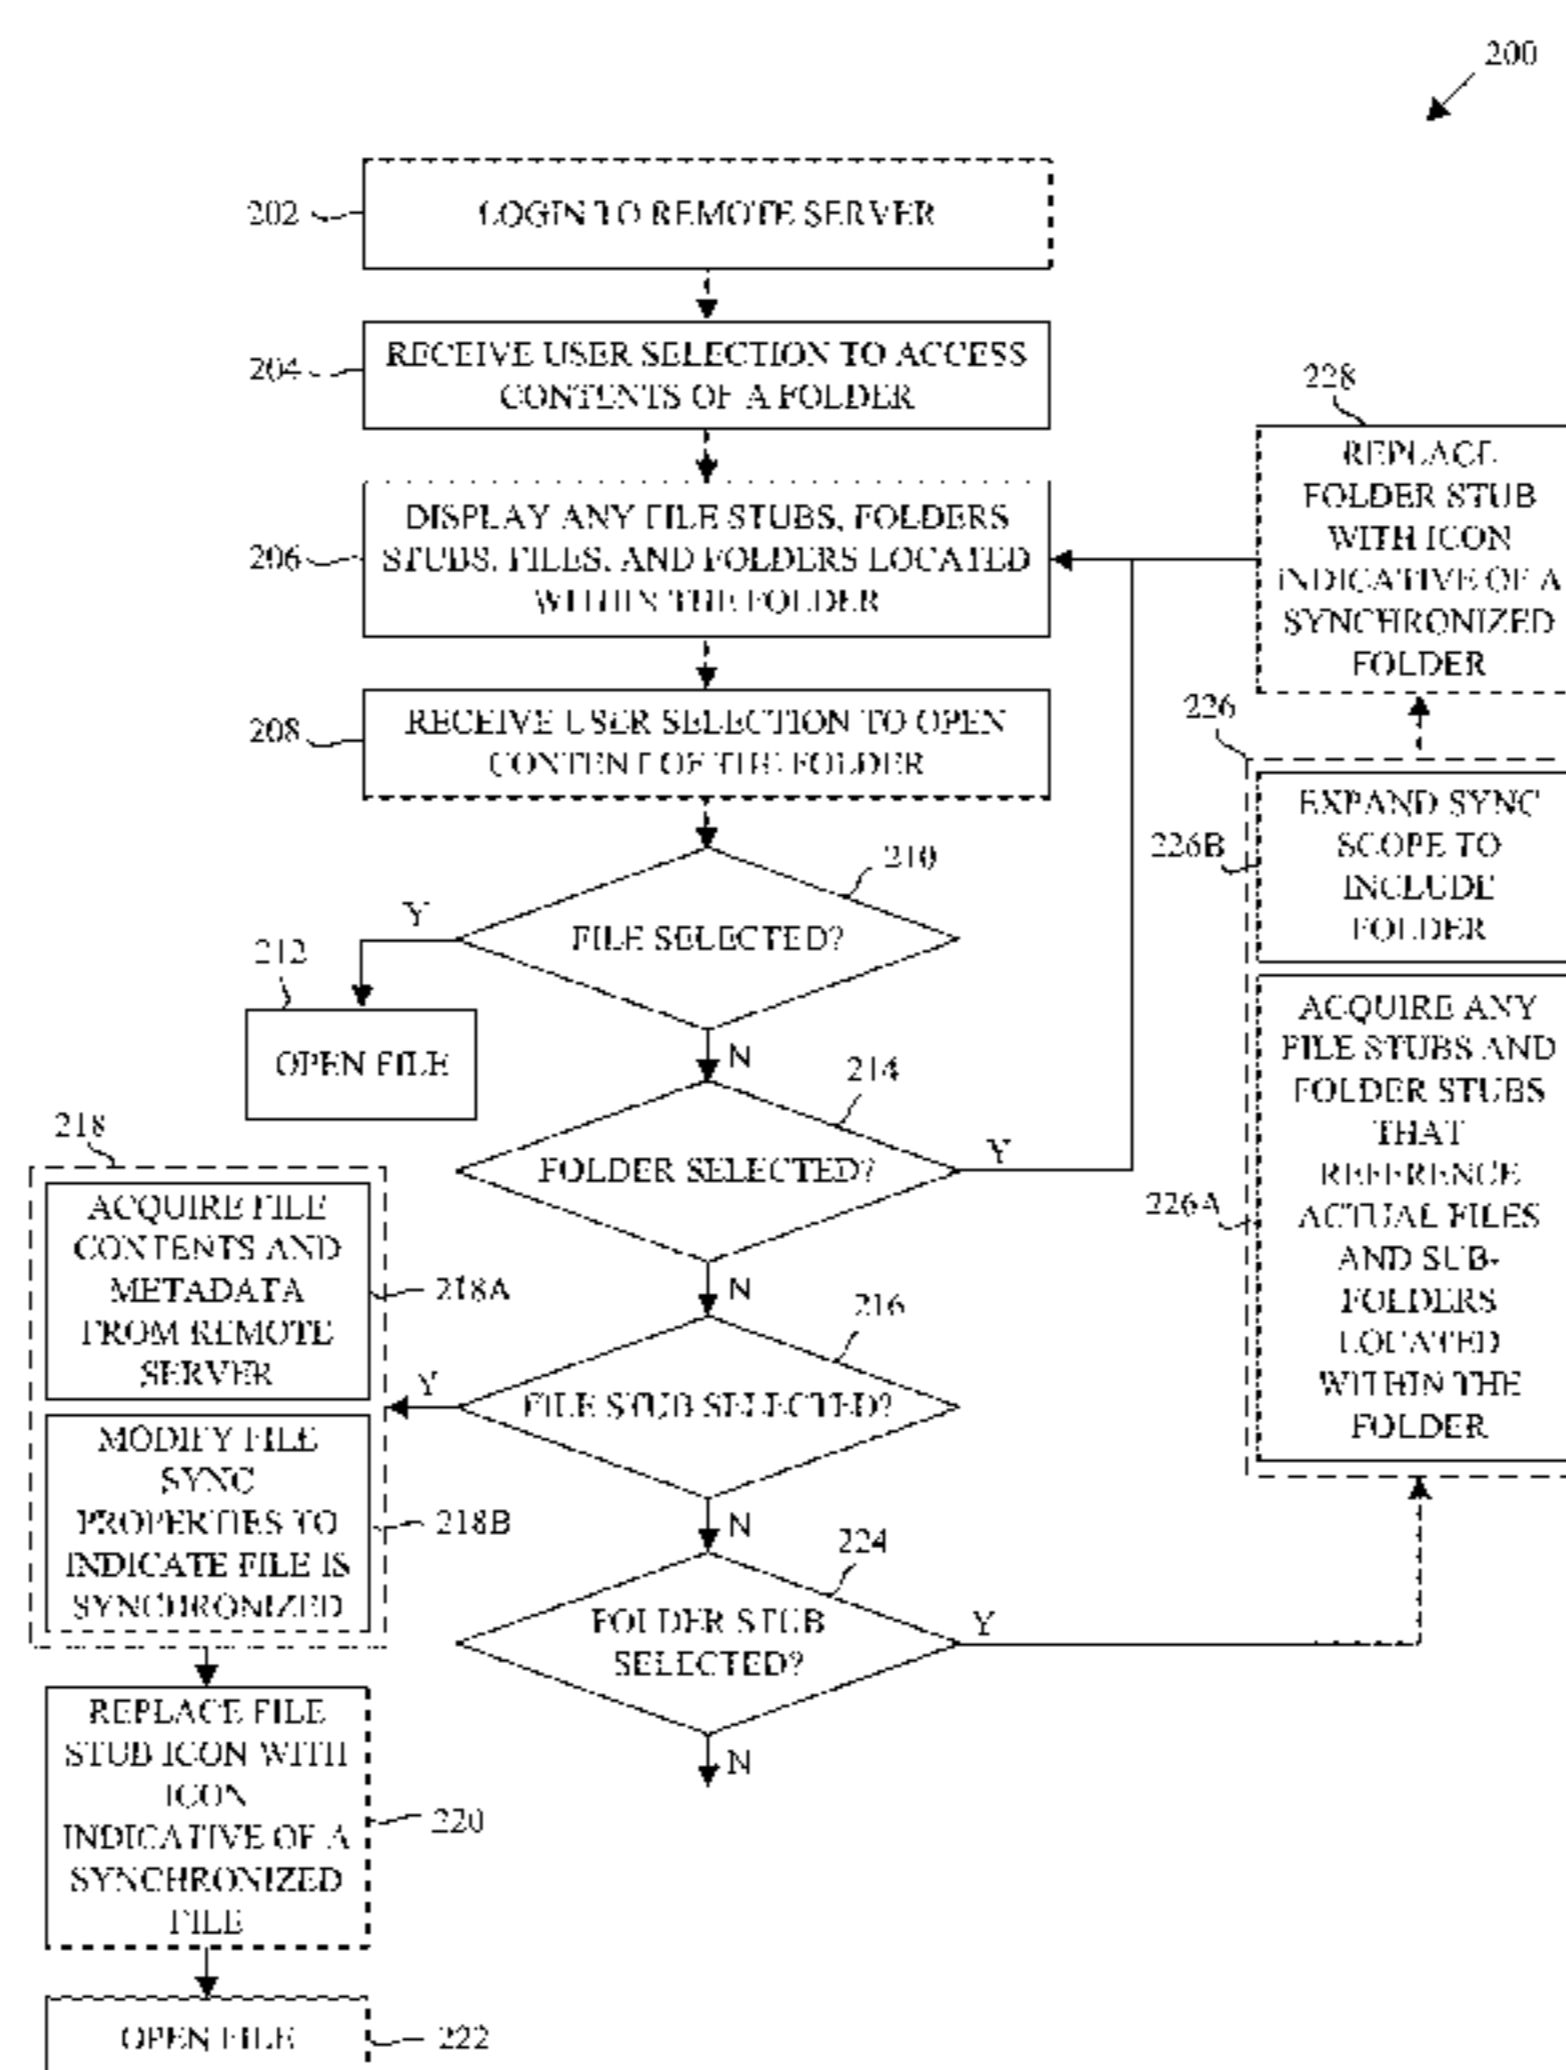 200
202
LOGIN TO REMOTE SERVER
204
RECEIVE USER SELECTION TO ACCESS
CONTENTS OF A FOLDER
206
DISPLAY ANY FILE STUBS, FOLDERS
STUBS, FILES, AND FOLDERS LOCATED
WITHIN THE FOLDER
208
RECEIVE USER SELECTION TO OPEN
CONTENT OF THE FOLDER
210
FILE SELECTED?
Y
N
212
OPEN FILE
214
FOLDER SELECTED?
Y
N
216
FILE STUB SELECTED?
Y
N
218
ACQUIRE FILE
CONTENTS AND
METADATA
FROM REMOTE
SERVER
218A
MODIFY FILE
SYNC
PROPERTIES TO
INDICATE FILE IS
SYNCHRONIZED
218B
REPLACE FILE
STUB ICON WITH
ICON
INDICATIVE OF A
SYNCHRONIZED
FILE
220
OPEN FILE
222
224
FOLDER STUB
SELECTED?
Y
N
226
226A
ACQUIRE ANY
FILE STUBS AND
FOLDER STUBS
THAT
REFERENCE
ACTUAL FILES
AND SUB-
FOLDERS
LOCATED
WITHIN THE
FOLDER
226B
EXPAND SYNC
SCOPE TO
INCLUDE
FOLDER
228
REPLACE
FOLDER STUB
WITH ICON
INDICATIVE OF A
SYNCHRONIZED
FOLDER